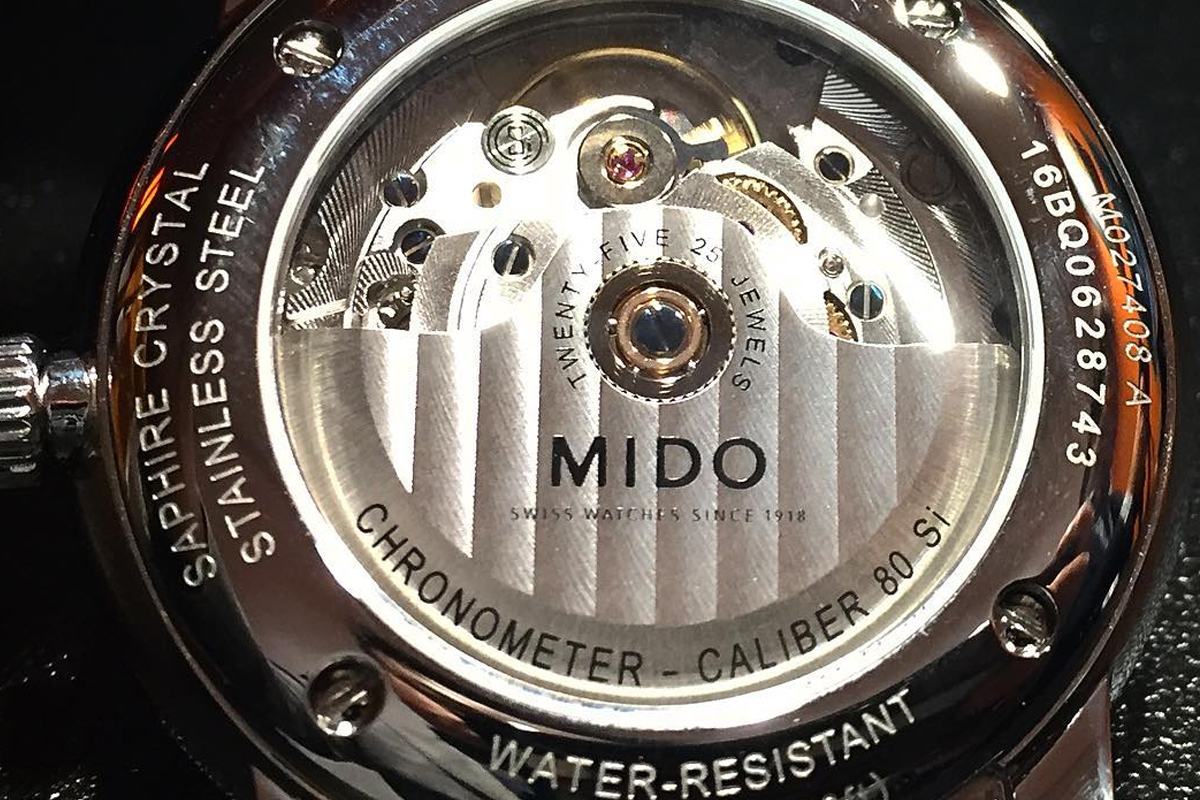 SAPHIRE CRYSTAL
STAINLESS STEEL
TWENTY-FIVE 25 JEWELS
MIDO
SWISS WATCHES SINCE 1918
CHRONOMETER - CALIBER 80 Si
M027408 A
16BQ0628743
WATER-RESISTANT